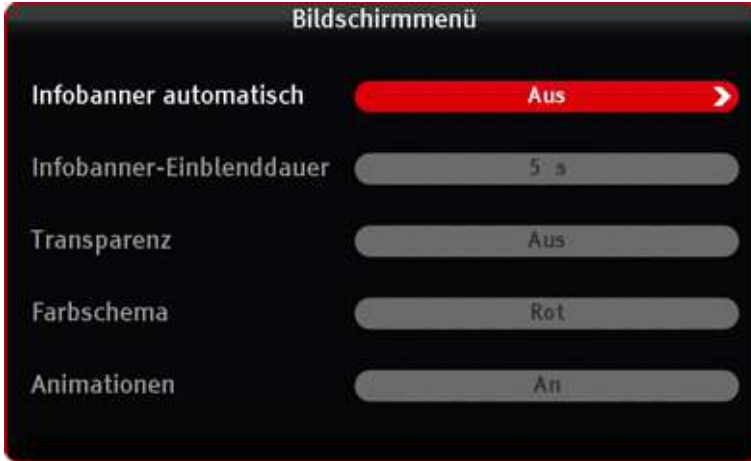 Bildschirmmenü
Infobanner automatisch Aus
Infobanner-Einblenddauer 5 s
Transparenz Aus
Farbschema Rot
Animationen An